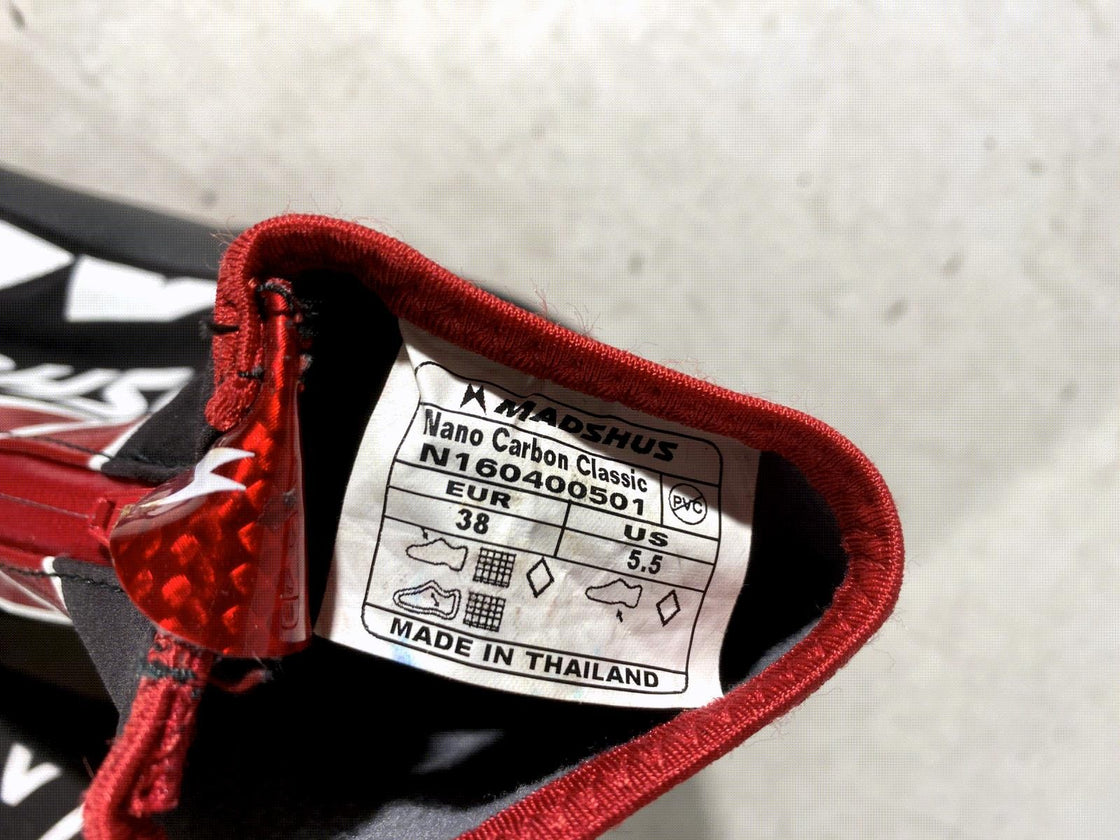 MADSHUS
Nano Carbon Classic
N160400501
PVC
EUR US
38 5.5
MADE IN THAILAND